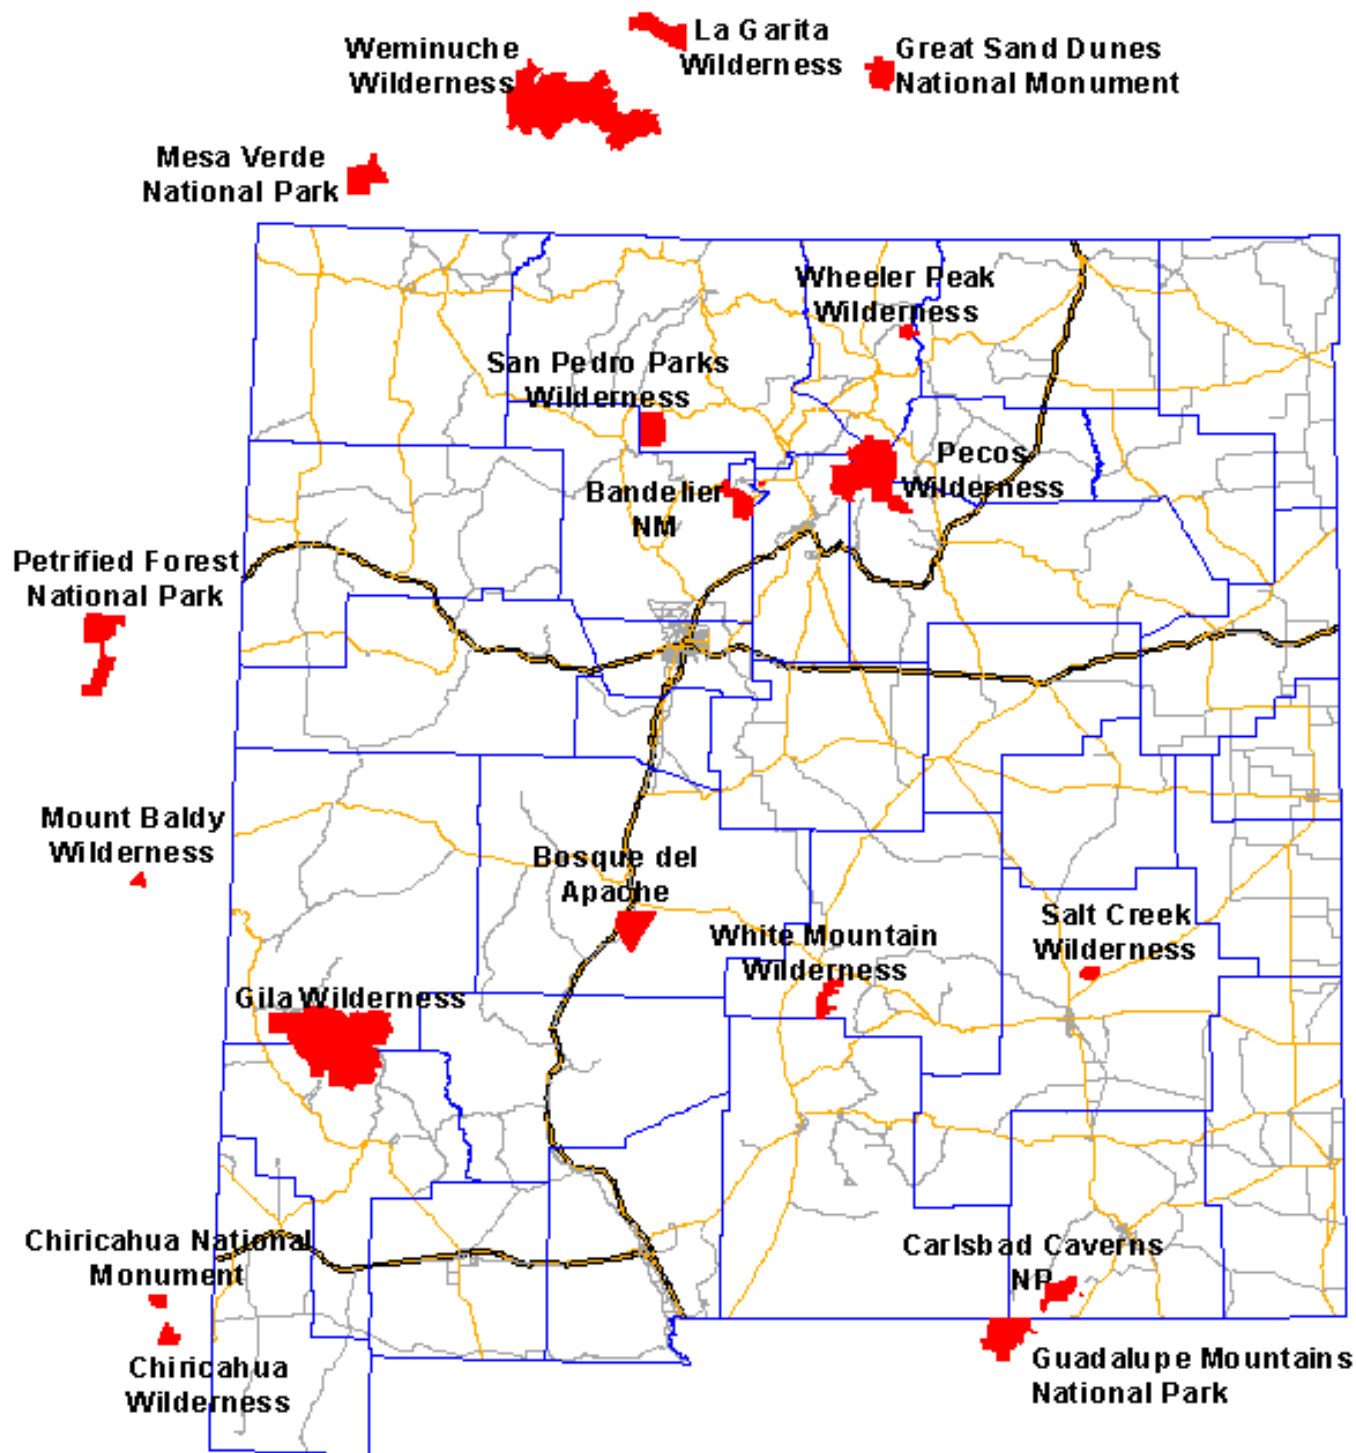 La Garita
Wilderness
Weminuche
Wilderness
Great Sand Dunes
National Monument
Mesa Verde
National Park
Wheeler Peak
Wilderness
San Pedro Parks
Wilderness
Pecos
Wilderness
Bandelier
NM
Petrified Forest
National Park
Mount Baldy
Wilderness
Bosque del
Apache
Salt Creek
Wilderness
White Mountain
Wilderness
Gila Wilderness
Chiricahua National
Monument
Carlsbad Caverns
NP
Chiricahua
Wilderness
Guadalupe Mountains
National Park